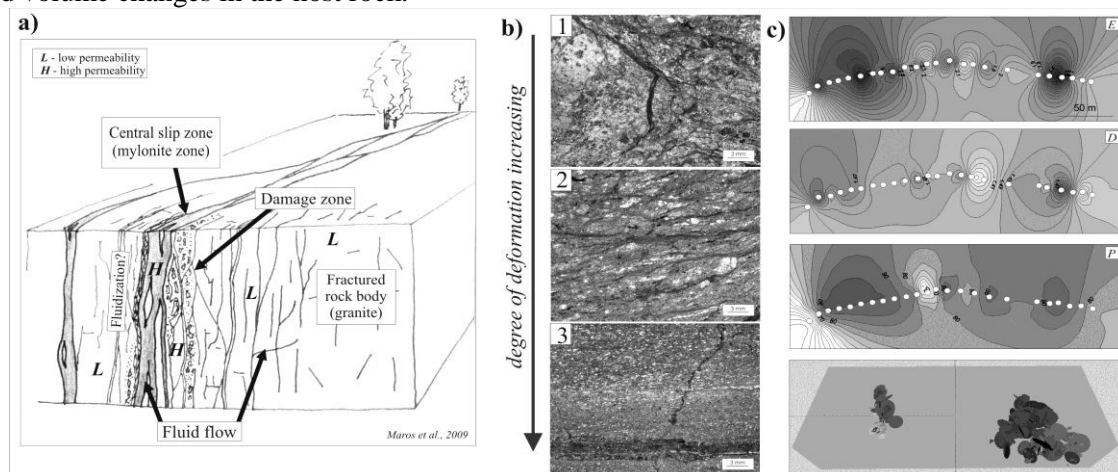 d volume changes in the host rock.
a)
L - low permeability
H - high permeability
Central slip zone
(mylonite zone)
Damage zone
L
Fluidization?
H
L
Fractured
rock body
(granite)
H
L
Fluid flow
Maros et al., 2009
b)
degree of deformation increasing
1
2
3
c)
E
50 m
D
P